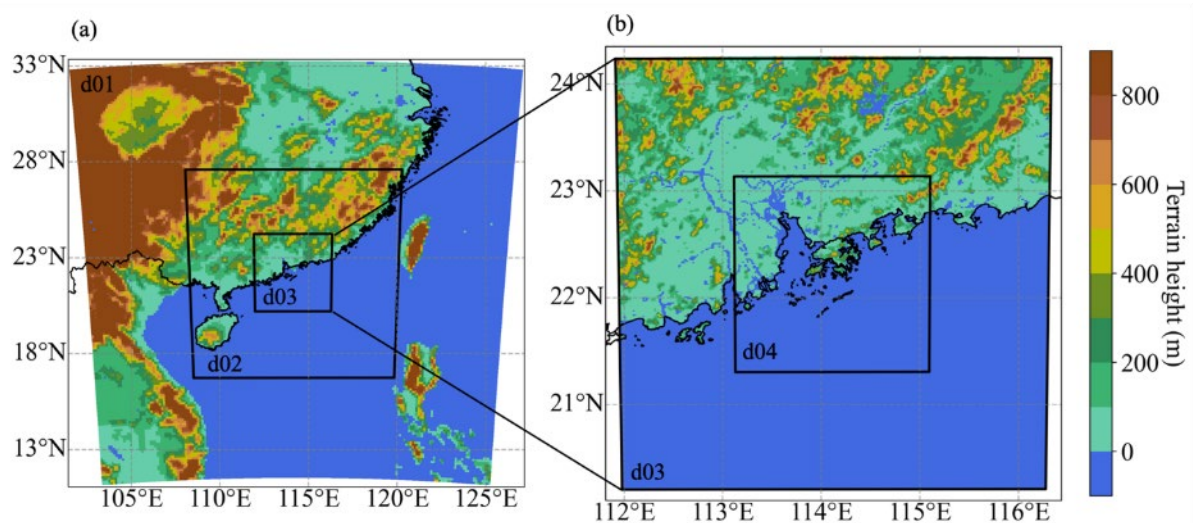 (a)
33°N
28°N
23°N
18°N
13°N
d01
d02
d03
105°E 110°E 115°E 120°E 125°E
(b)
24°N
23°N
22°N
21°N
d04
d03
112°E 113°E 114°E 115°E 116°E
800
600
400
200
0
Terrain height (m)